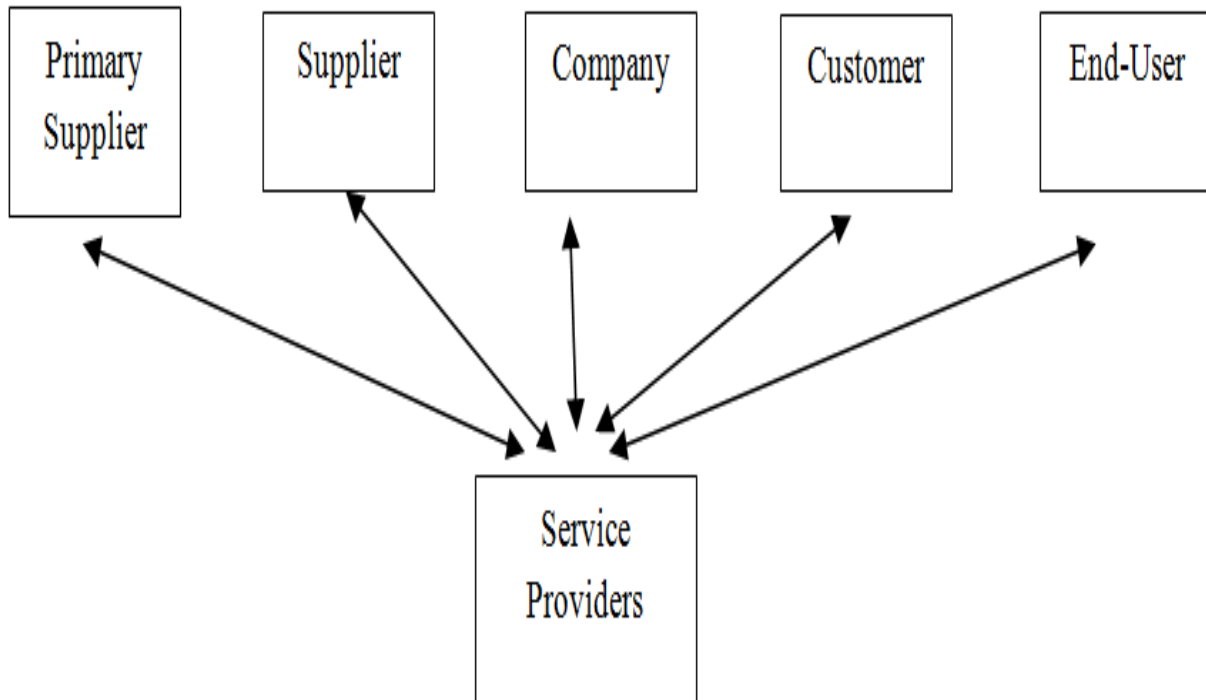 Primary
Supplier
Supplier
Company
Customer
End-User
Service
Providers